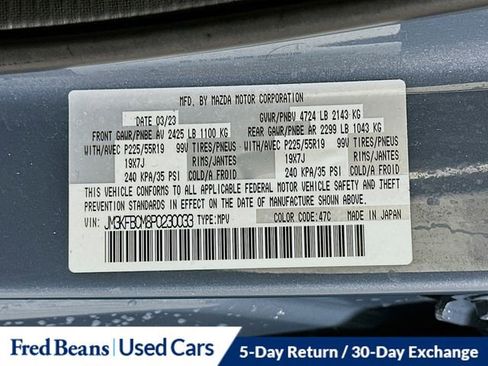 MFD. BY MAZDA MOTOR CORPORATION
DATE 03/23 GVWR/PNBV 4724 LB 2143 KG
FRONT GAWR/PNBE AV 2425 LB 1100 KG REAR GAWR/PNBE AR 2299 LB 1043 KG
WITH/AVEC P225/55R19 99V TIRES/PNEUS WITH/AVEC P225/55R19 99V TIRES/PNEUS
19X7J RIMS/JANTES 19X7J RIMS/JANTES
240 KPA/35 PSI COLD/A FROID 240 KPA/35 PSI COLD/A FROID
THIS VEHICLE CONFORMS TO ALL APPLICABLE FEDERAL MOTOR VEHICLE SAFETY AND THEFT
PREVENTION STANDARDS IN EFFECT ON THE DATE OF MANUFACTURE SHOWN ABOVE.
VIN: JM3KFBCM8P0230033 TYPE: MPV COLOR CODE: 47C MADE IN JAPAN
Fred Beans | Used Cars 5-Day Return / 30-Day Exchange